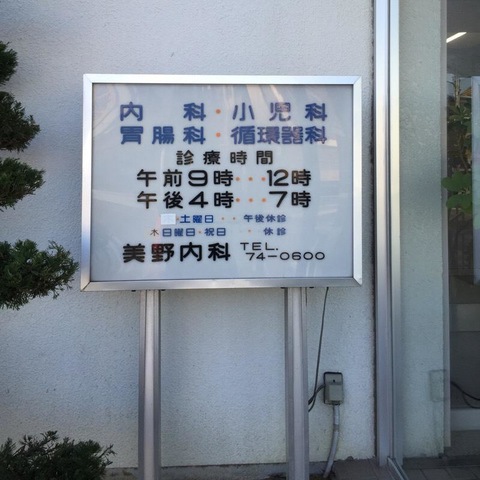 内科・小児科
胃腸科・循環器科
診療時間
午前9時・・・12時
午後4時・・・7時
土曜日・・午後休診
木日曜日・祝日・・休診
美野内科 TEL. 74-0600